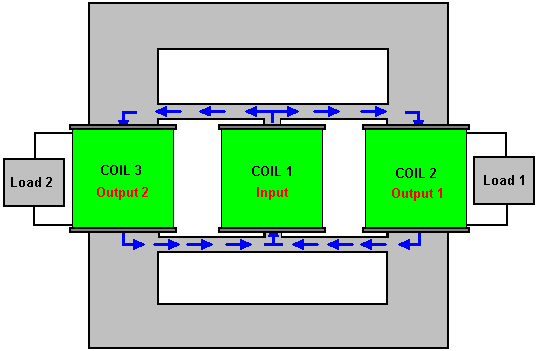 COIL 3
Output 2
COIL 1
Input
COIL 2
Output 1
Load 2
Load 1